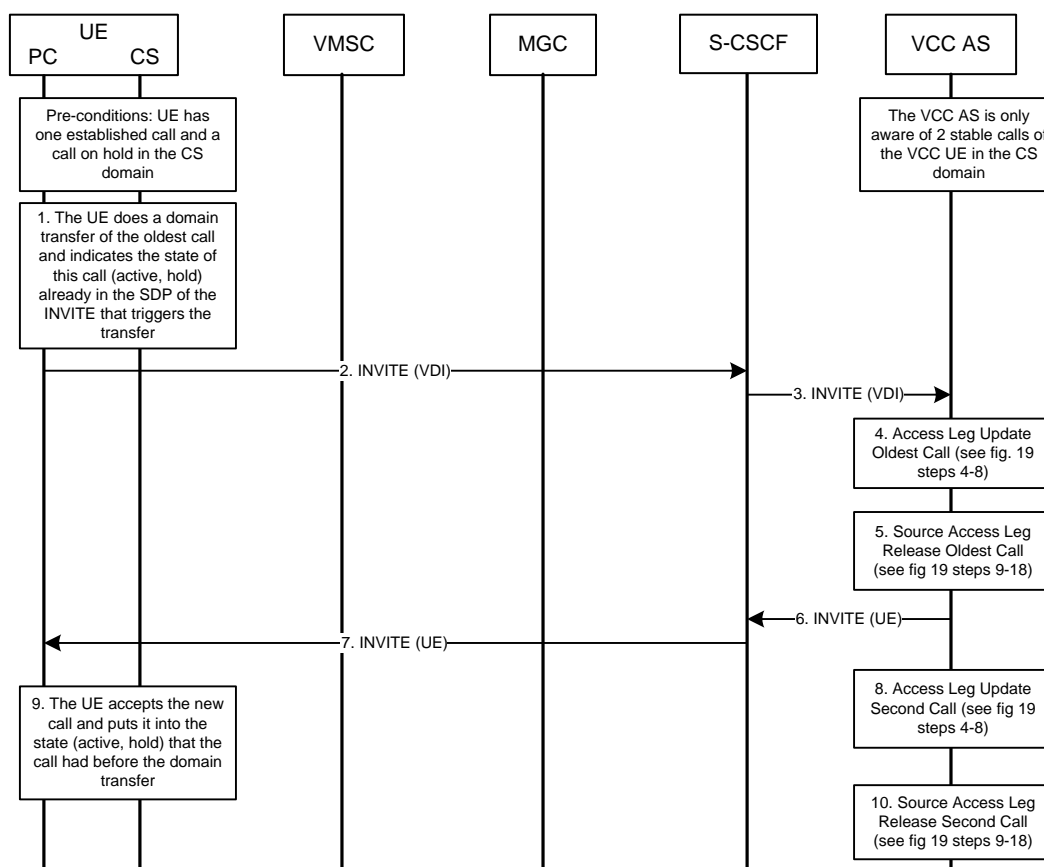 UE
PC CS
VMSC
MGC
S-CSCF
VCC AS
Pre-conditions: UE has
one established call and a
call on hold in the CS
domain
The VCC AS is only
aware of 2 stable calls of
the VCC UE in the CS
domain
1. The UE does a domain
transfer of the oldest call
and indicates the state of
this call (active, hold)
already in the SDP of the
INVITE that triggers the
transfer
2. INVITE (VDI)
3. INVITE (VDI)
4. Access Leg Update
Oldest Call (see fig. 19
steps 4-8)
5. Source Access Leg
Release Oldest Call
(see fig 19 steps 9-18)
6. INVITE (UE)
7. INVITE (UE)
9. The UE accepts the new
call and puts it into the
state (active, hold) that the
call had before the domain
transfer
8. Access Leg Update
Second Call (see fig 19
steps 4-8)
10. Source Access Leg
Release Second Call
(see fig 19 steps 9-18)